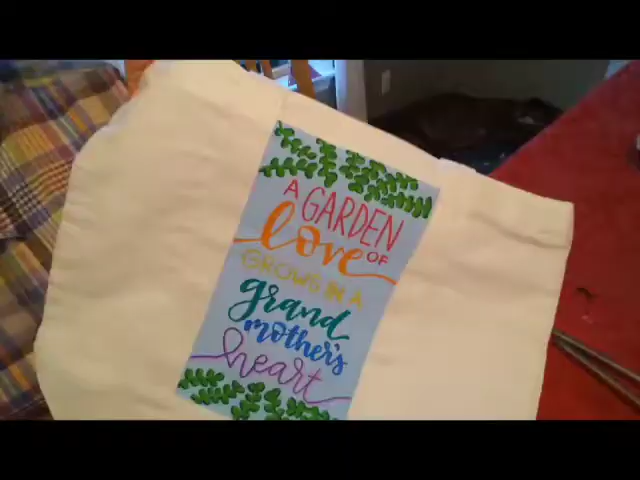 A GARDEN
love OF
GROWS IN A
grand
mother's
heart